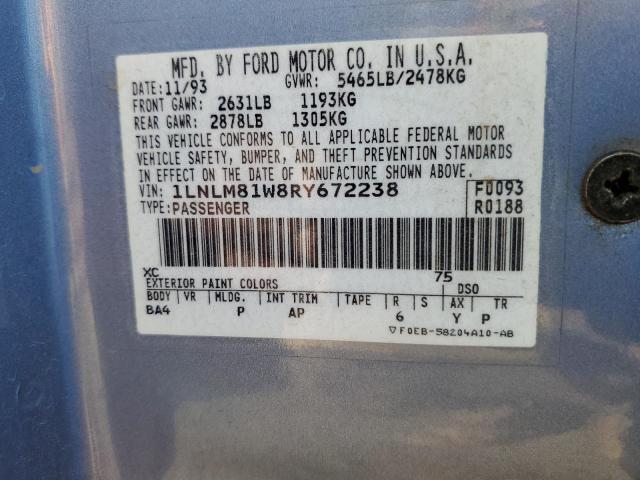 MFD. BY FORD MOTOR CO. IN U.S.A.
DATE: 11/93 GVWR: 5465LB/2478KG
FRONT GAWR: 2631LB 1193KG
REAR GAWR: 2878LB 1305KG
THIS VEHICLE CONFORMS TO ALL APPLICABLE FEDERAL MOTOR
VEHICLE SAFETY, BUMPER, AND THEFT PREVENTION STANDARDS
IN EFFECT ON THE DATE OF MANUFACTURE SHOWN ABOVE.
VIN: 1LNLM81W8RY672238 F0093
TYPE: PASSENGER R0188
XC 75
EXTERIOR PAINT COLORS DSO
BODY VR MLDG. INT TRIM TAPE R S AX TR
BA4 P AP 6 Y P
▽F0EB-58204A10-AB